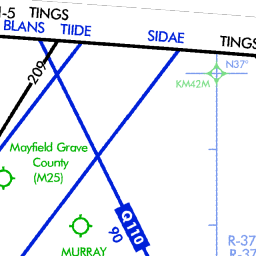 -5 TINGS
BLANS TIIDE
SIDAE
TINGS
209
N37°
KM42M
Mayfield Grave
County
(M25)
Q110
90
MURRAY
R-37
R-37